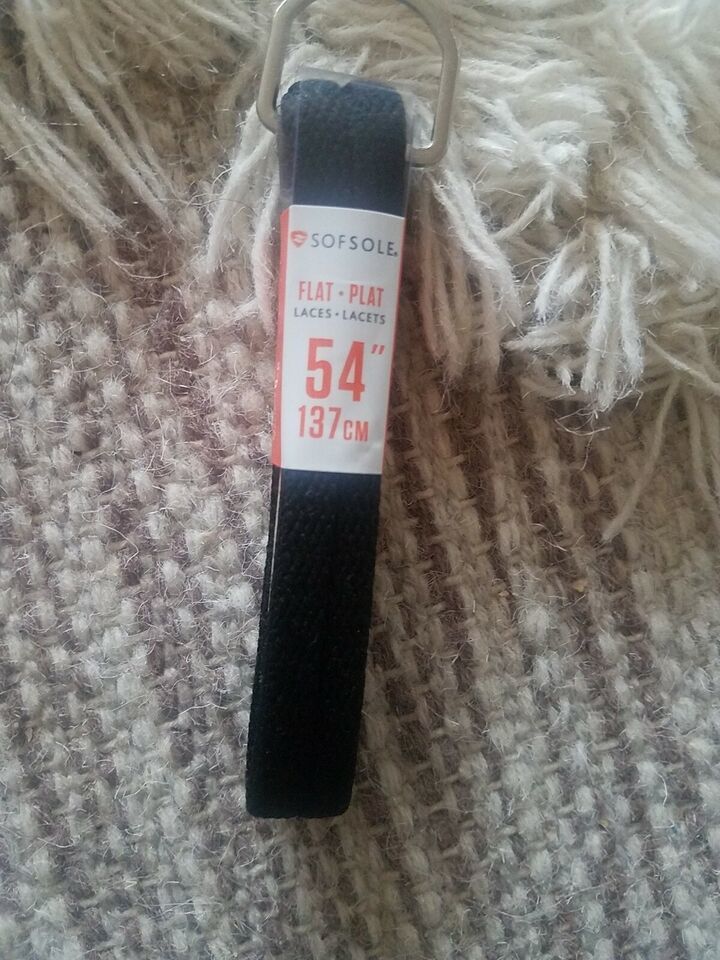 SOFSOLE®
FLAT • PLAT
LACES • LACETS
54"
137CM